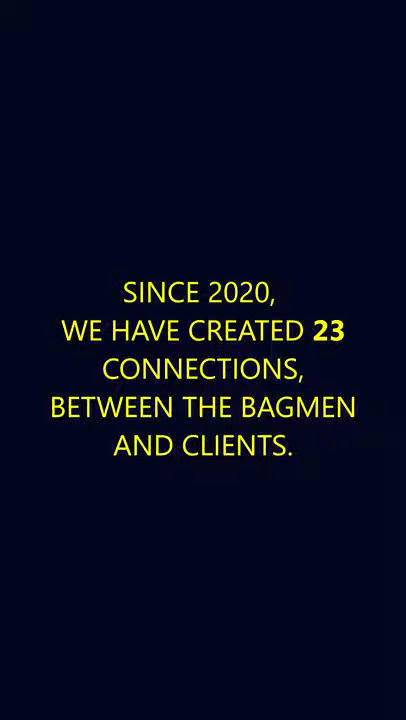 SINCE 2020,
WE HAVE CREATED 23
CONNECTIONS,
BETWEEN THE BAGMEN
AND CLIENTS.